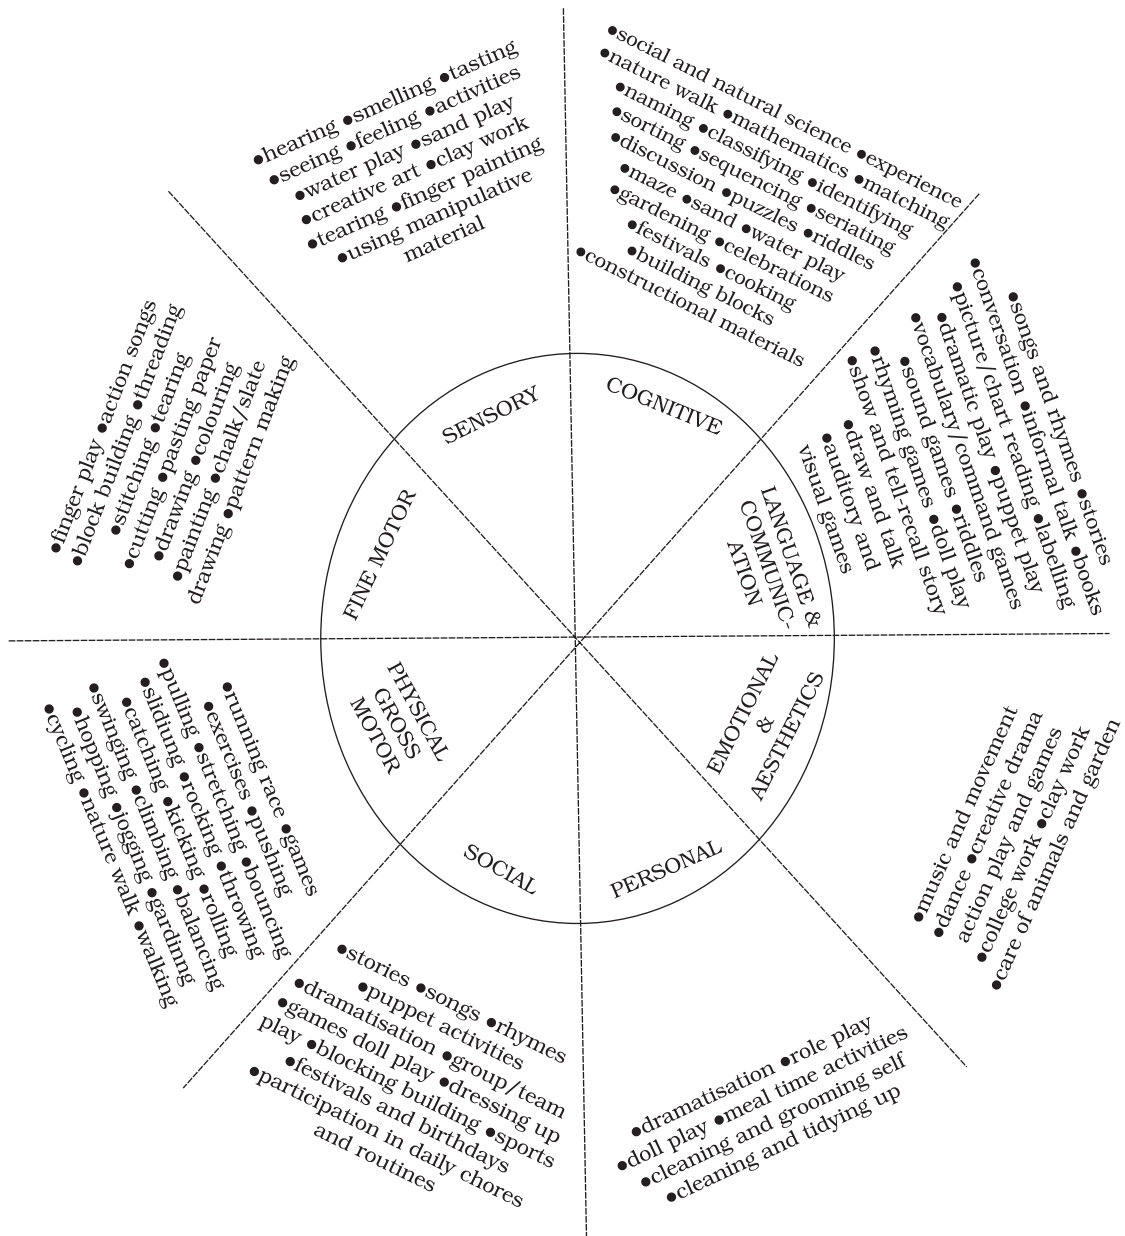 ●hearing ●smelling ●tasting
●seeing ●feeling ●activities
●water play ●sand play
●creative art ●clay work
●tearing ●finger painting
●using manipulative
material
●social and natural science ●experience
●nature walk ●mathematics ●matching
●naming ●classifying ●identifying
●sorting ●sequencing ●seriating
●discussion ●puzzles ●riddles
●maze ●sand ●water play
●gardening ●celebrations
●festivals ●cooking
●building blocks
●constructional materials
●songs and rhymes ●stories
●conversation ●informal talk ●books
●picture/chart reading ●labelling
●dramatic play ●puppet play
●vocabulary/command games
●sound games ●riddles
●rhyming games ●doll play
●show and tell-recall story
●draw and talk
●auditory and
visual games
●finger play ●action songs
●block building ●threading
●stitching ●tearing
●cutting ●pasting paper
●drawing ●colouring
●painting ●chalk/slate
drawing ●pattern making
SENSORY
COGNITIVE
FINE MOTOR
LANGUAGE &
COMMUNIC-
ATION
PHYSICAL
GROSS
MOTOR
EMOTIONAL
&
AESTHETICS
SOCIAL
PERSONAL
●running race ●games
●exercises ●pushing
●pulling ●stretching ●bouncing
●slidiung ●rocking ●throwing
●catching ●kicking ●rolling
●swinging ●climbing ●balancing
●hopping ●jogging ●gardinng
●cycling ●nature walk ●walking
●music and movement
●dance ●creative drama
action play and games
●college work ●clay work
●care of animals and garden
●stories ●songs ●rhymes
●puppet activities
●dramatisation ●group/team
●games doll play ●dressing up
play ●blocking building ●sports
●festivals and birthdays
●participation in daily chores
and routines
●dramatisation ●role play
●doll play ●meal time activities
●cleaning and grooming self
●cleaning and tidying up